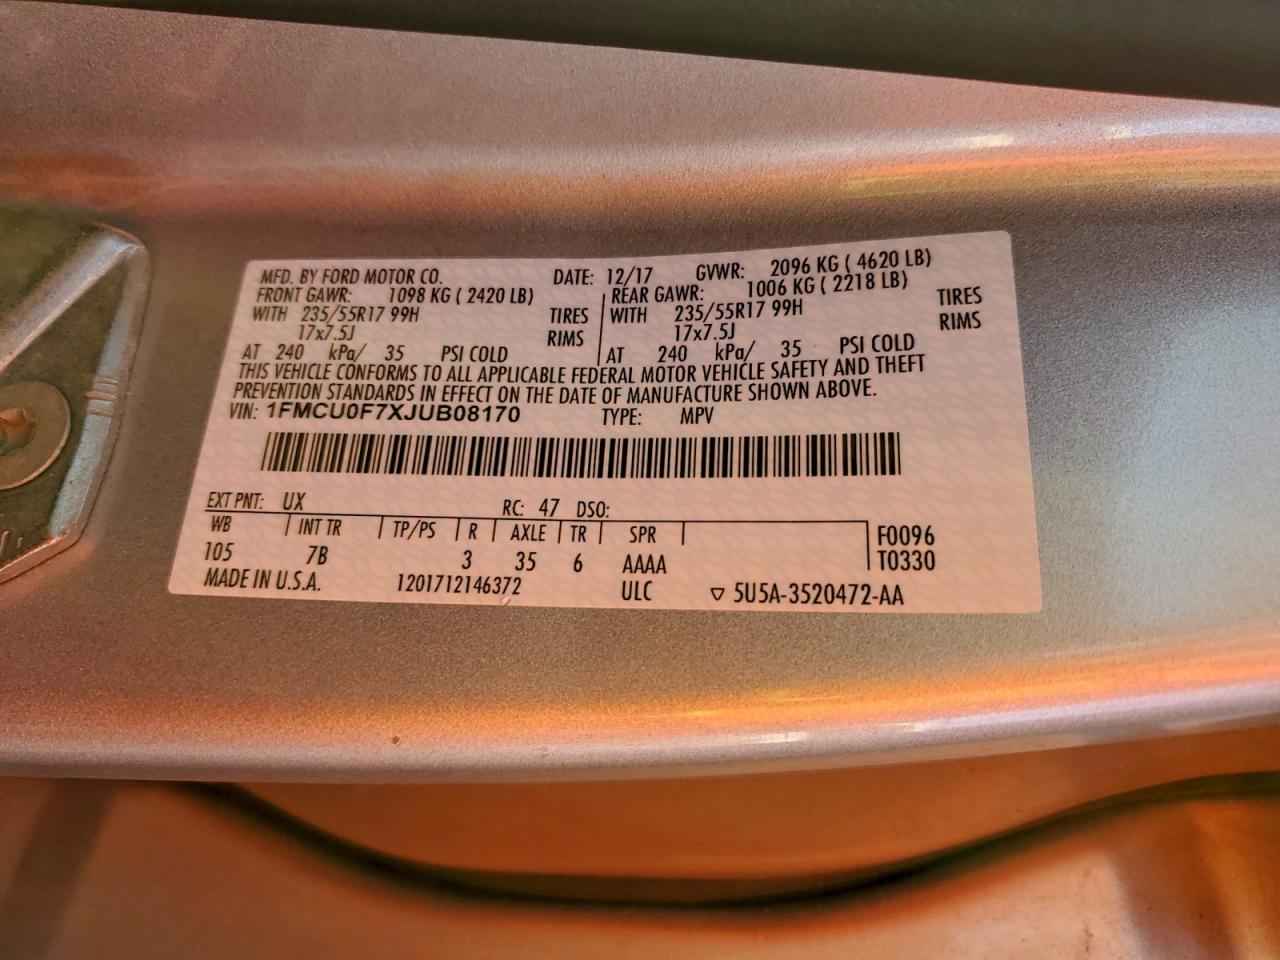 MFD. BY FORD MOTOR CO. DATE: 12/17 GVWR: 2096 KG ( 4620 LB)
FRONT GAWR: 1098 KG ( 2420 LB) REAR GAWR: 1006 KG ( 2218 LB)
WITH 235/55R17 99H TIRES WITH 235/55R17 99H TIRES
17x7.5J RIMS 17x7.5J RIMS
AT 240 kPa/ 35 PSI COLD AT 240 kPa/ 35 PSI COLD
THIS VEHICLE CONFORMS TO ALL APPLICABLE FEDERAL MOTOR VEHICLE SAFETY AND THEFT
PREVENTION STANDARDS IN EFFECT ON THE DATE OF MANUFACTURE SHOWN ABOVE.
VIN: 1FMCU0F7XJUB08170 TYPE: MPV
EXT PNT: UX RC: 47 DSO:
WB INT TR TP/PS R AXLE TR SPR F0096
105 7B 3 35 6 AAAA T0330
MADE IN U.S.A. 1201712146372 ULC ▽ 5U5A-3520472-AA